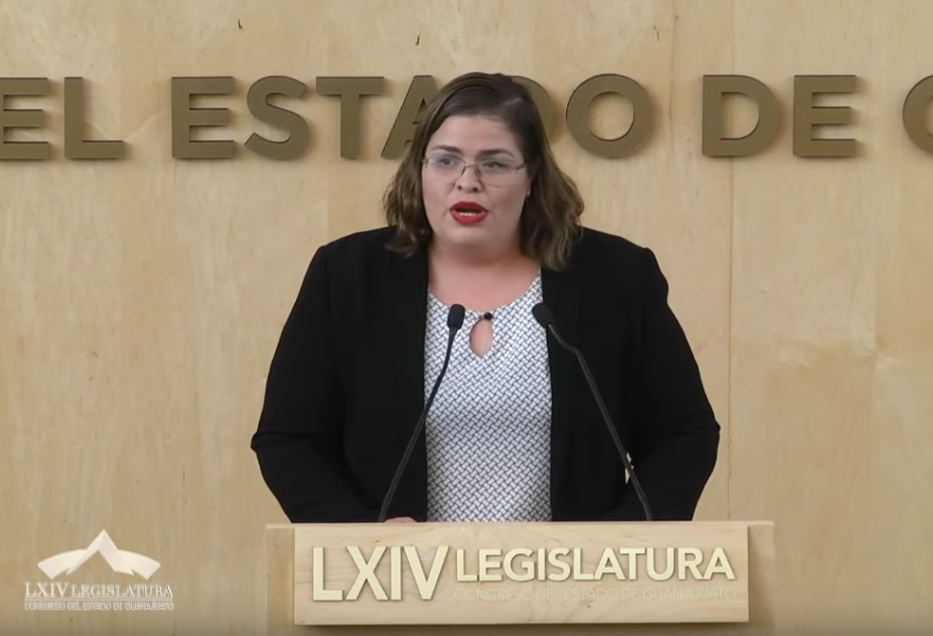 EL ESTADO DE
LXIV LEGISLATURA
CONGRESO DEL ESTADO DE GUANAJUATO
LXIV LEGISLATURA
CONGRESO DEL ESTADO DE GUANAJUATO